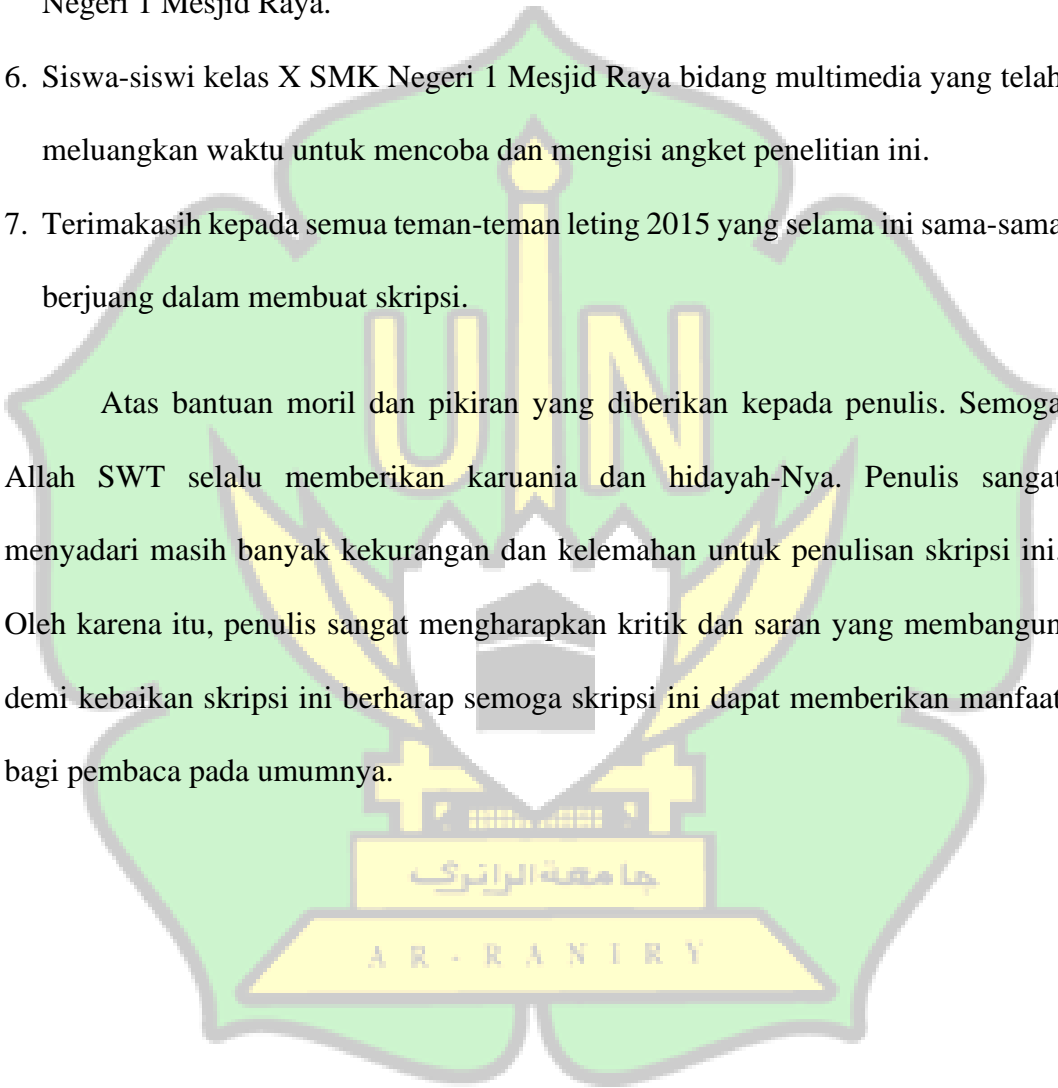 Negeri 1 Mesjid Raya.
6. Siswa-siswi kelas X SMK Negeri 1 Mesjid Raya bidang multimedia yang telah
meluangkan waktu untuk mencoba dan mengisi angket penelitian ini.
7. Terimakasih kepada semua teman-teman leting 2015 yang selama ini sama-sama
berjuang dalam membuat skripsi.
Atas bantuan moril dan pikiran yang diberikan kepada penulis. Semoga
Allah SWT selalu memberikan karuania dan hidayah-Nya. Penulis sangat
menyadari masih banyak kekurangan dan kelemahan untuk penulisan skripsi ini.
Oleh karena itu, penulis sangat mengharapkan kritik dan saran yang membangun
demi kebaikan skripsi ini berharap semoga skripsi ini dapat memberikan manfaat
bagi pembaca pada umumnya.
UIN
جامعة الرانري
AR-RANIRY